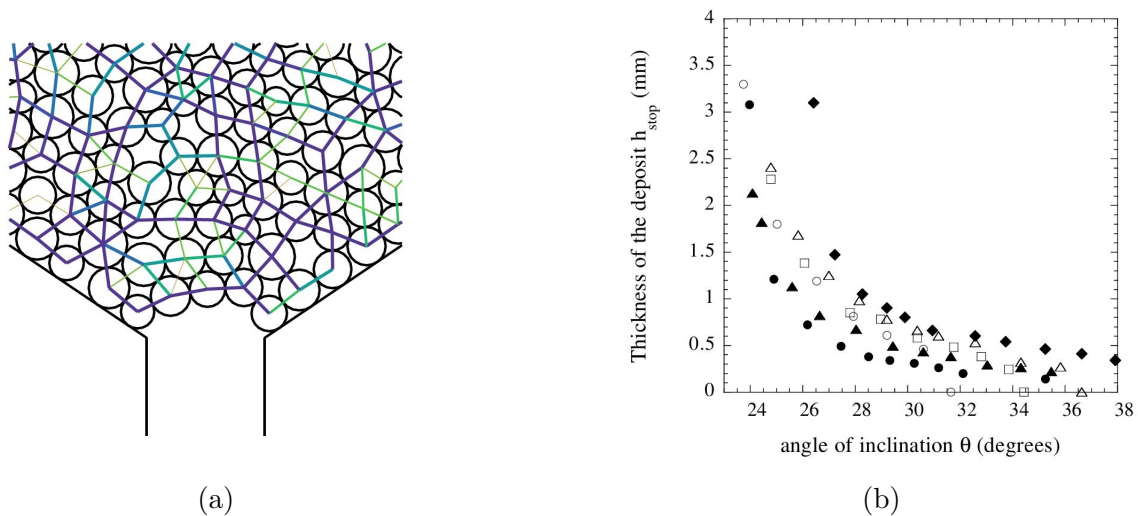 4
3.5
3
2.5
2
1.5
1
0.5
0
Thickness of the deposit h_stop (mm)
24 26 28 30 32 34 36 38
angle of inclination θ (degrees)
(a) (b)